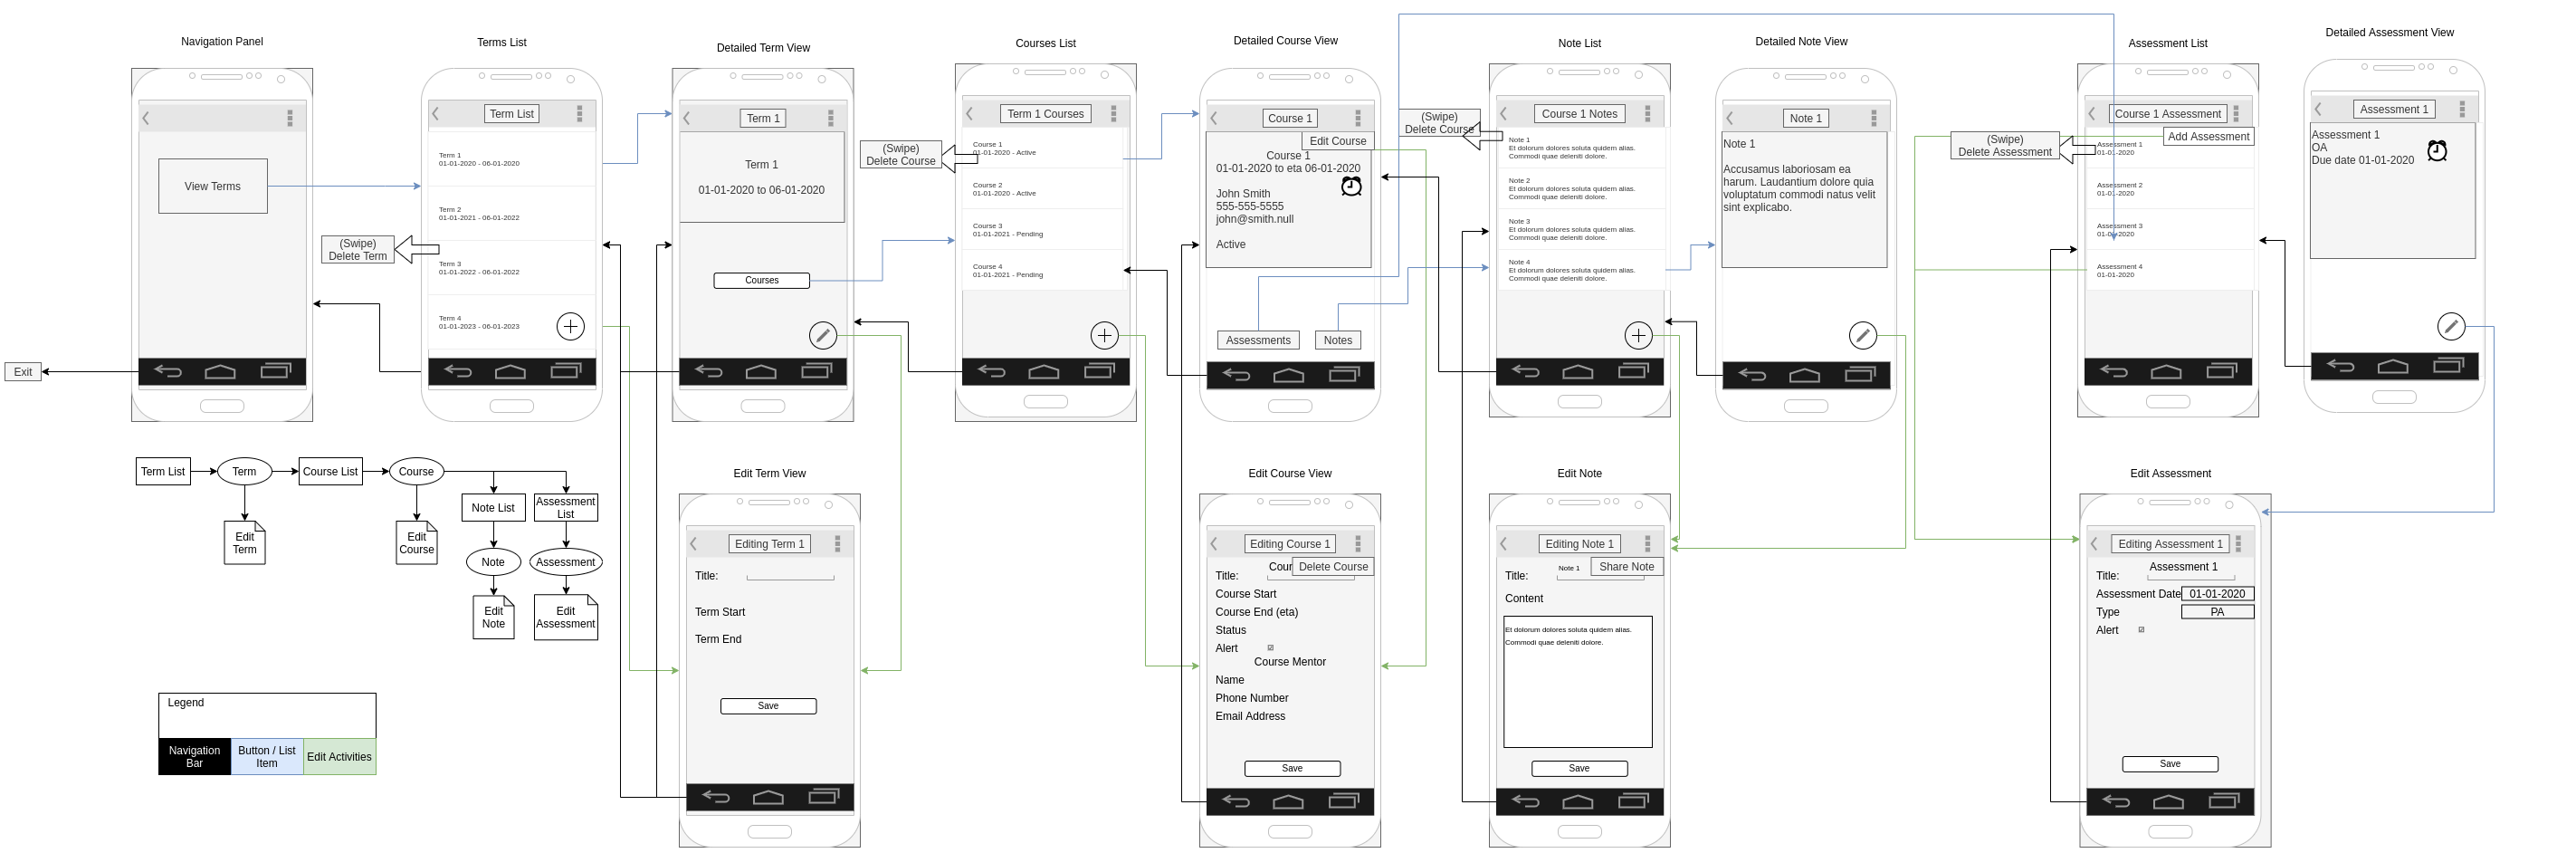 Navigation Panel
View Terms
Exit
Terms List
Term List
Term 1
01-01-2020 - 06-01-2020
Term 2
01-01-2021 - 06-01-2022
Term 3
01-01-2022 - 06-01-2022
Term 4
01-01-2023 - 06-01-2023
(Swipe)
Delete Term
Detailed Term View
Term 1
Term 1
01-01-2020 to 06-01-2020
Courses
Courses List
Term 1 Courses
Course 1
01-01-2020 - Active
Course 2
01-01-2020 - Active
Course 3
01-01-2021 - Pending
Course 4
01-01-2021 - Pending
(Swipe)
Delete Course
Detailed Course View
Course 1
Edit Course
Course 1
01-01-2020 to eta 06-01-2020
John Smith
555-555-5555
john@smith.null
Active
Assessments
Notes
Note List
(Swipe)
Delete Course
Course 1 Notes
Note 1
Et dolorum dolores soluta quidem alias.
Commodi quae deleniti dolore.
Note 2
Et dolorum dolores soluta quidem alias.
Commodi quae deleniti dolore.
Note 3
Et dolorum dolores soluta quidem alias.
Commodi quae deleniti dolore.
Note 4
Et dolorum dolores soluta quidem alias.
Commodi quae deleniti dolore.
Detailed Note View
Note 1
Note 1
Accusamus laboriosam ea
harum. Laudantium dolore quia
voluptatum commodi natus velit
sint explicabo.
Assessment List
(Swipe)
Delete Assessment
Course 1 Assessment
Add Assessment
Assessment 1
01-01-2020
Assessment 2
01-01-2020
Assessment 3
01-01-2020
Assessment 4
01-01-2020
Detailed Assessment View
Assessment 1
Assessment 1
OA
Due date 01-01-2020
Term List
Term
Course List
Course
Edit
Term
Edit
Course
Note List
Assessment
List
Note
Assessment
Edit
Note
Edit
Assessment
Legend
Navigation
Bar
Button / List
Item
Edit Activities
Edit Term View
Editing Term 1
Title:
Term Start
Term End
Save
Edit Course View
Editing Course 1
Delete Course
Title:
Cour
Course Start
Course End (eta)
Status
Alert
Course Mentor
Name
Phone Number
Email Address
Save
Edit Note
Editing Note 1
Share Note
Title:
Note 1
Content
Et dolorum dolores soluta quidem alias.
Commodi quae deleniti dolore.
Save
Edit Assessment
Editing Assessment 1
Title:
Assessment 1
Assessment Date 01-01-2020
Type PA
Alert
Save